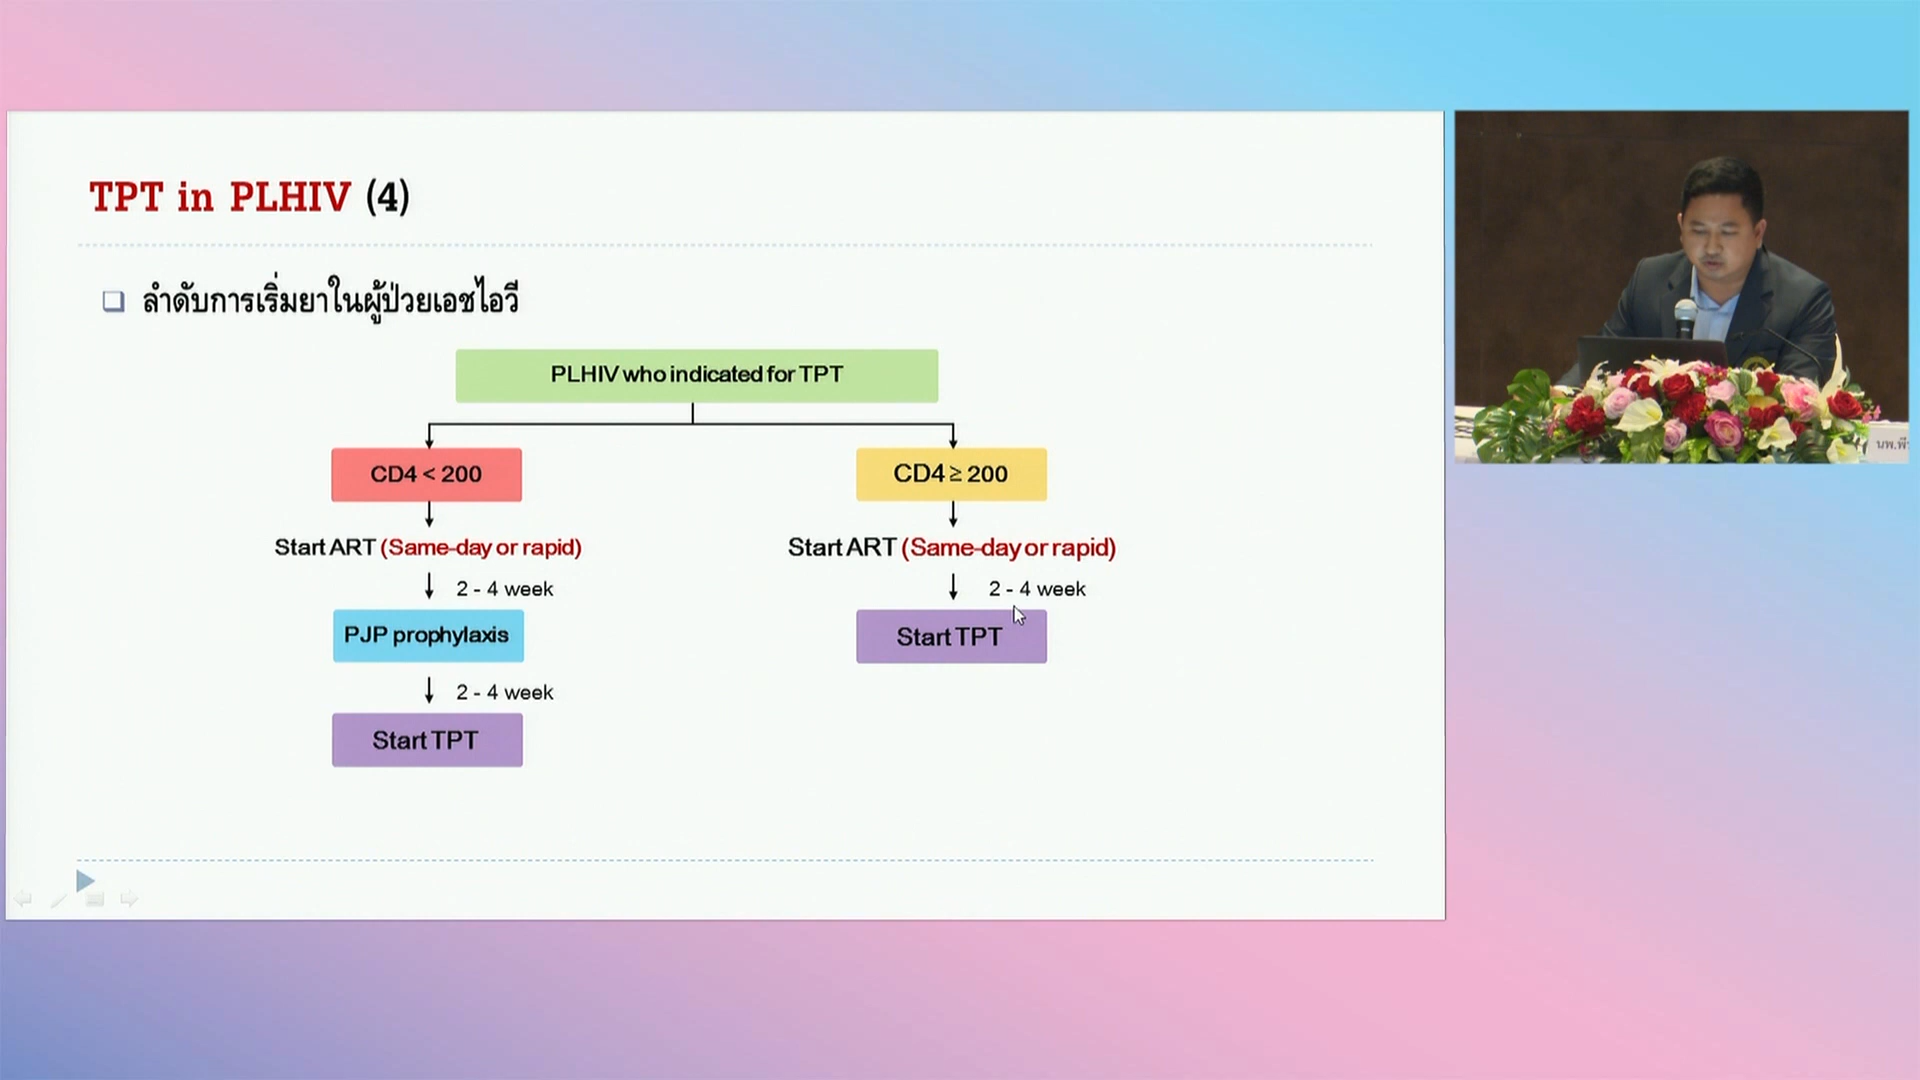 TPT in PLHIV (4)
ลำดับการเริ่มยาในผู้ป่วยเอชไอวี
PLHIV who indicated for TPT
CD4 < 200
CD4 ≥ 200
Start ART (Same-day or rapid)
Start ART (Same-day or rapid)
2 - 4 week
2 - 4 week
PJP prophylaxis
Start TPT
2 - 4 week
Start TPT
นพ.พี